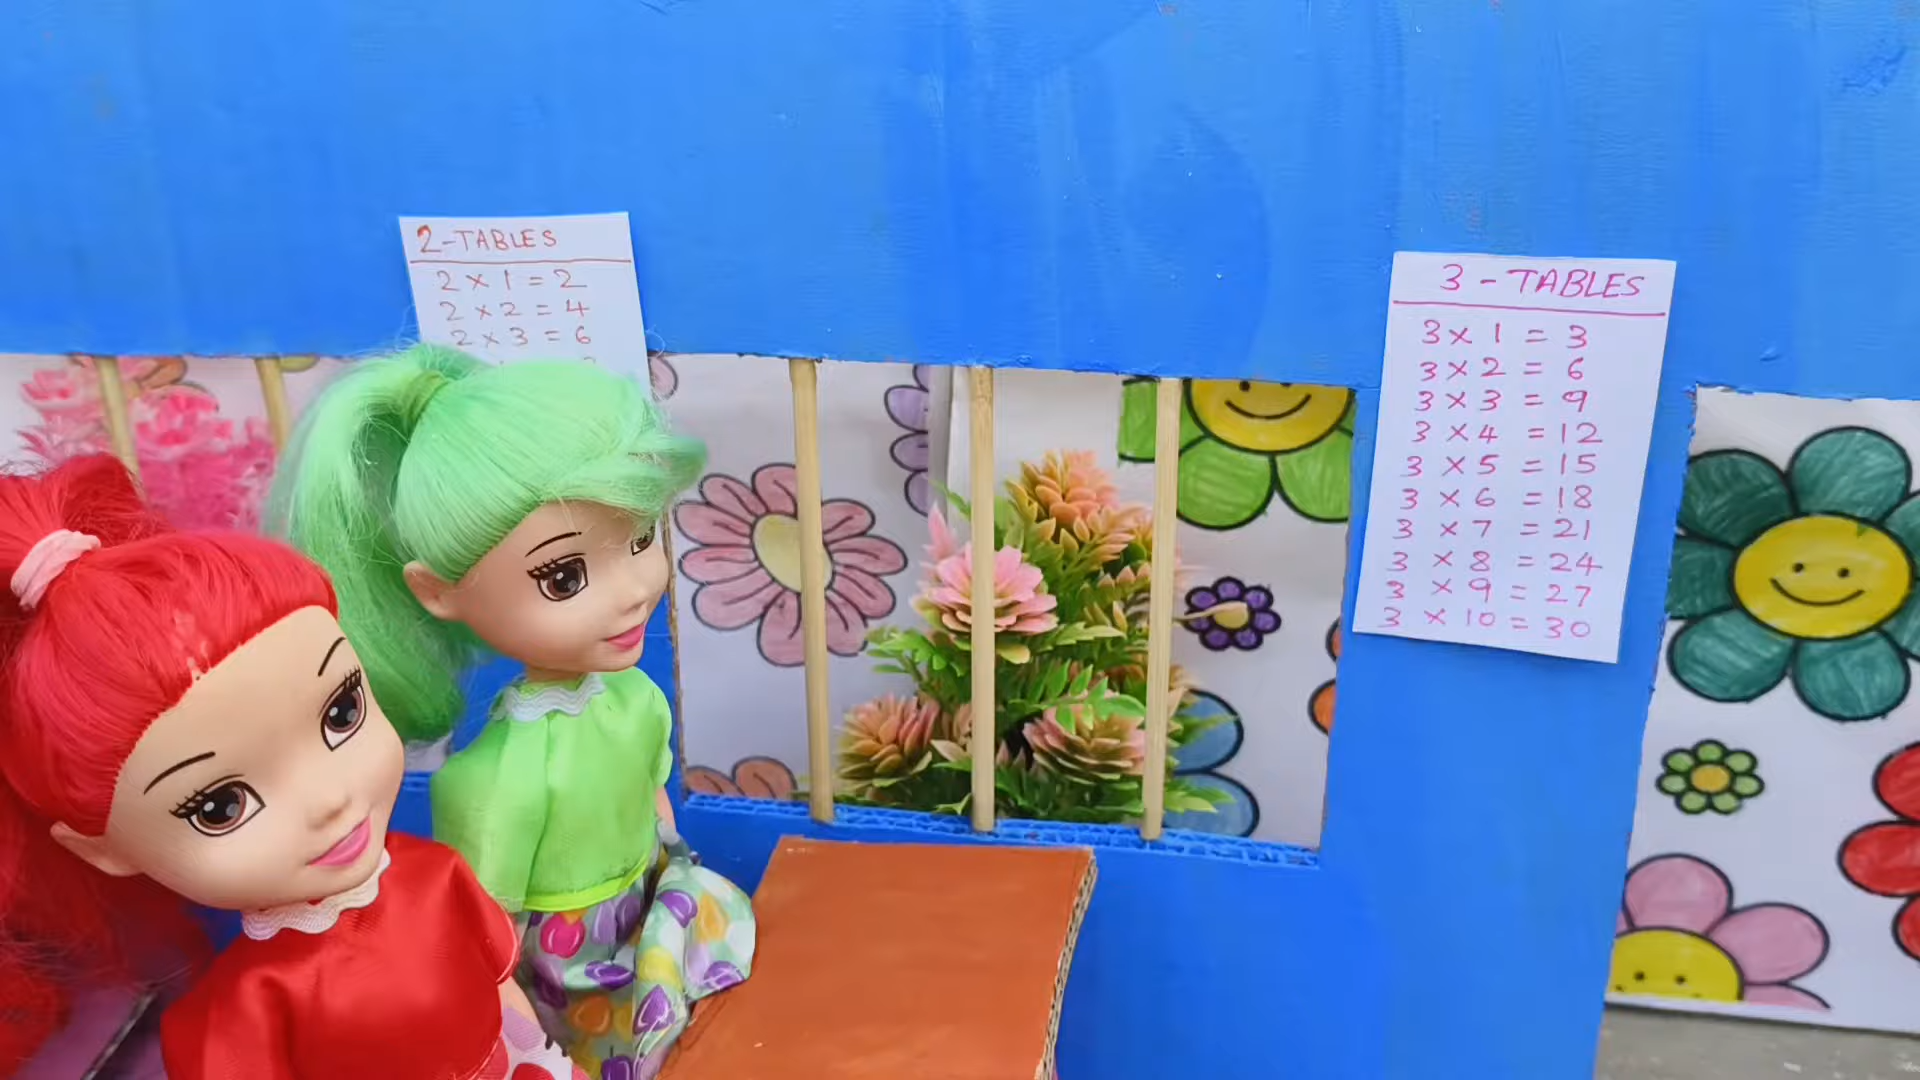 2-TABLES
2 x 1 = 2
2 x 2 = 4
2 x 3 = 6
3 - TABLES
3 x 1 = 3
3 x 2 = 6
3 x 3 = 9
3 x 4 = 12
3 x 5 = 15
3 x 6 = 18
3 x 7 = 21
3 x 8 = 24
3 x 9 = 27
3 x 10 = 30